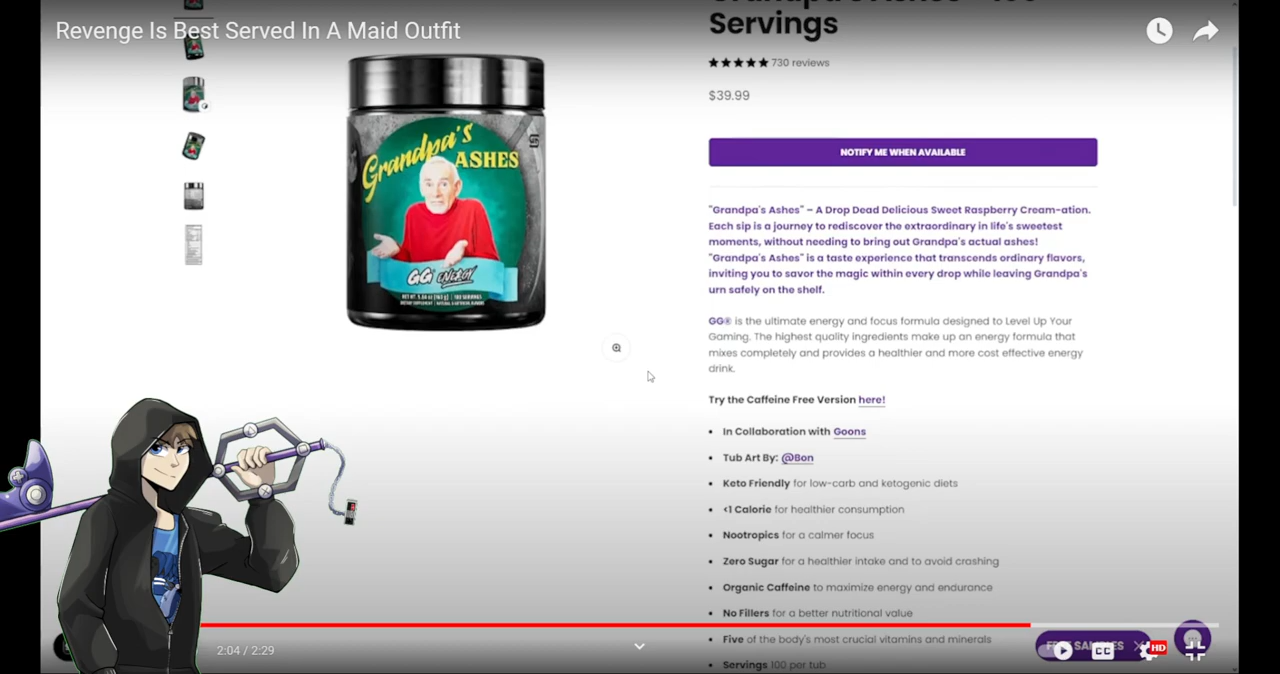 Revenge Is Best Served In A Maid Outfit
Servings
730 reviews
$39.99
NOTIFY ME WHEN AVAILABLE
Grandpa's
ASHES
GG ENERGY
"Grandpa's Ashes" – A Drop Dead Delicious Sweet Raspberry Cream-ation.
Each sip is a journey to rediscover the extraordinary in life's sweetest
moments, without needing to bring out Grandpa's actual ashes!
"Grandpa's Ashes" is a taste experience that transcends ordinary flavors,
inviting you to savor the magic within every drop while leaving Grandpa's
urn safely on the shelf.
GG® is the ultimate energy and focus formula designed to Level Up Your
Gaming. The highest quality ingredients make up an energy formula that
mixes completely and provides a healthier and more cost effective energy
drink.
Try the Caffeine Free Version here!
• In Collaboration with Goons
• Tub Art By: @Bon
• Keto Friendly for low-carb and ketogenic diets
• <1 Calorie for healthier consumption
• Nootropics for a calmer focus
• Zero Sugar for a healthier intake and to avoid crashing
• Organic Caffeine to maximize energy and endurance
• No Fillers for a better nutritional value
• Five of the body's most crucial vitamins and minerals
• Servings 100 per tub
2:04 / 2:29
CC
HD